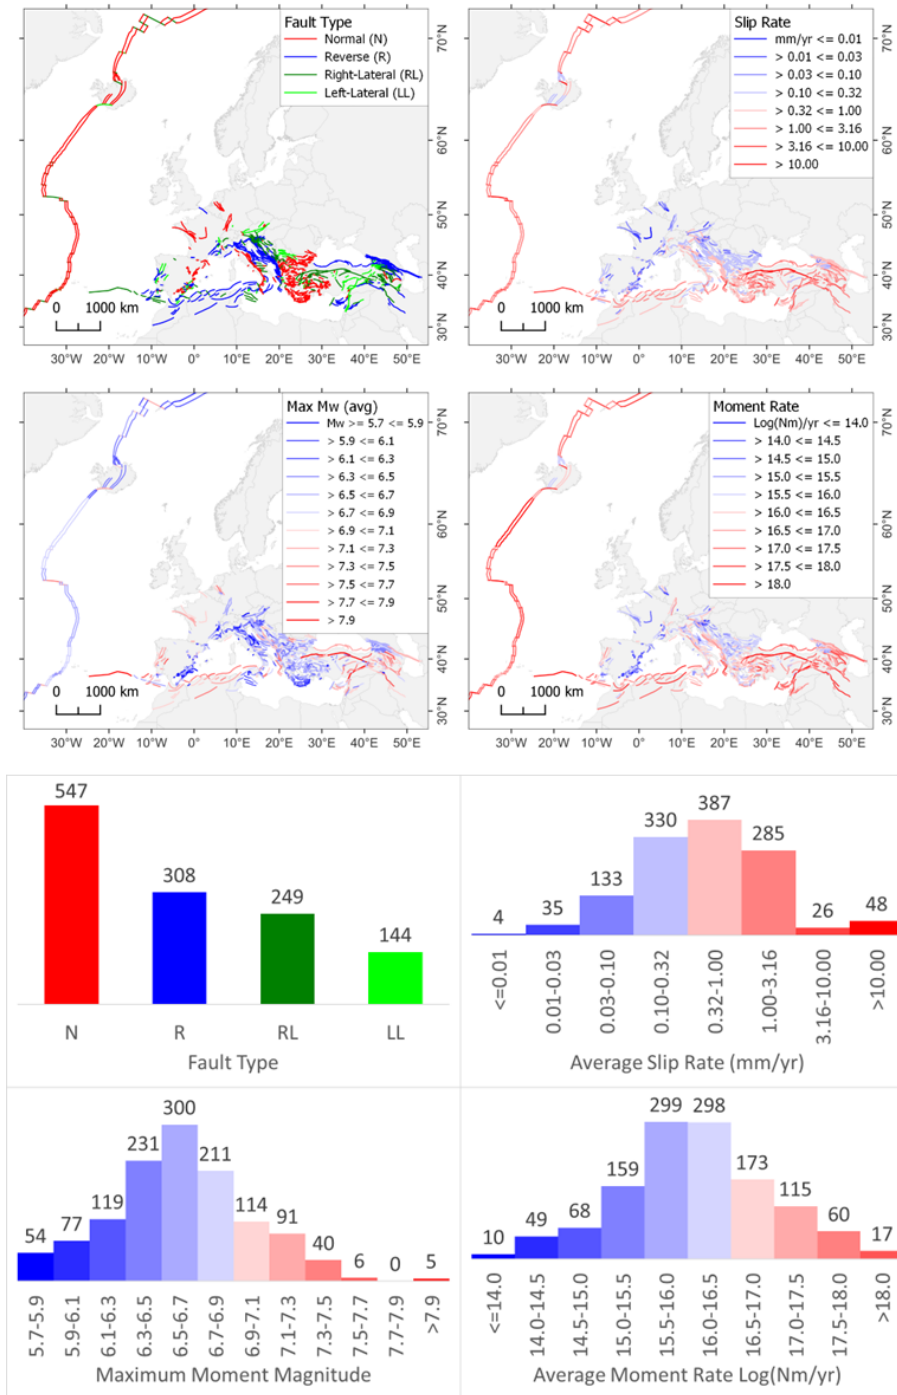 Fault Type
Normal (N)
Reverse (R)
Right-Lateral (RL)
Left-Lateral (LL)
70°N
60°N
50°N
40°N
30°N
0 1000 km
30°W 20°W 10°W 0° 10°E 20°E 30°E 40°E 50°E
Slip Rate
mm/yr <= 0.01
> 0.01 <= 0.03
> 0.03 <= 0.10
> 0.10 <= 0.32
> 0.32 <= 1.00
> 1.00 <= 3.16
> 3.16 <= 10.00
> 10.00
70°N
60°N
50°N
40°N
30°N
0 1000 km
30°W 20°W 10°W 0° 10°E 20°E 30°E 40°E 50°E
Max Mw (avg)
Mw >= 5.7 <= 5.9
> 5.9 <= 6.1
> 6.1 <= 6.3
> 6.3 <= 6.5
> 6.5 <= 6.7
> 6.7 <= 6.9
> 6.9 <= 7.1
> 7.1 <= 7.3
> 7.3 <= 7.5
> 7.5 <= 7.7
> 7.7 <= 7.9
> 7.9
70°N
60°N
50°N
40°N
30°N
0 1000 km
30°W 20°W 10°W 0° 10°E 20°E 30°E 40°E 50°E
Moment Rate
Log(Nm)/yr <= 14.0
> 14.0 <= 14.5
> 14.5 <= 15.0
> 15.0 <= 15.5
> 15.5 <= 16.0
> 16.0 <= 16.5
> 16.5 <= 17.0
> 17.0 <= 17.5
> 17.5 <= 18.0
> 18.0
70°N
60°N
50°N
40°N
30°N
0 1000 km
30°W 20°W 10°W 0° 10°E 20°E 30°E 40°E 50°E
547 308 249 144
N R RL LL
Fault Type
4 35 133 330 387 285 26 48
<=0.01 0.01-0.03 0.03-0.10 0.10-0.32 0.32-1.00 1.00-3.16 3.16-10.00 >10.00
Average Slip Rate (mm/yr)
54 77 119 231 300 211 114 91 40 6 0 5
5.7-5.9 5.9-6.1 6.1-6.3 6.3-6.5 6.5-6.7 6.7-6.9 6.9-7.1 7.1-7.3 7.3-7.5 7.5-7.7 7.7-7.9 >7.9
Maximum Moment Magnitude
10 49 68 159 299 298 173 115 60 17
<=14.0 14.0-14.5 14.5-15.0 15.0-15.5 15.5-16.0 16.0-16.5 16.5-17.0 17.0-17.5 17.5-18.0 >18.0
Average Moment Rate Log(Nm/yr)